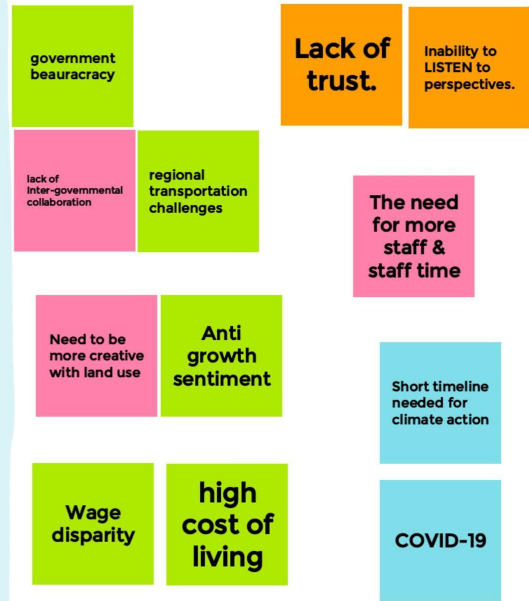 government
beauracracy
Lack of
trust.
Inability to
LISTEN to
perspectives.
lack of
Inter-governmental
collaboration
regional
transportation
challenges
The need
for more
staff &
staff time
Need to be
more creative
with land use
Anti
growth
sentiment
Short timeline
needed for
climate action
Wage
disparity
high
cost of
living
COVID-19